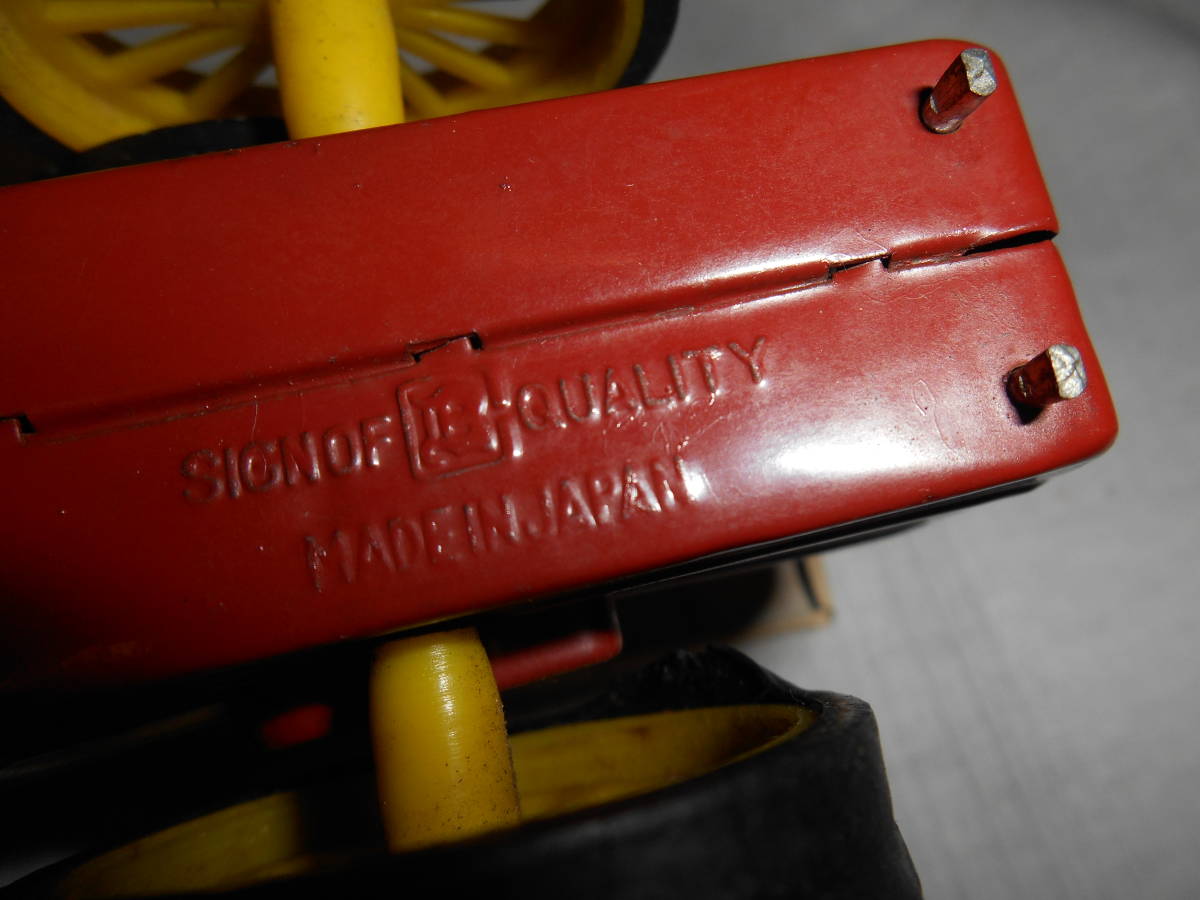 SIGN OF QUALITY
MADE IN JAPAN